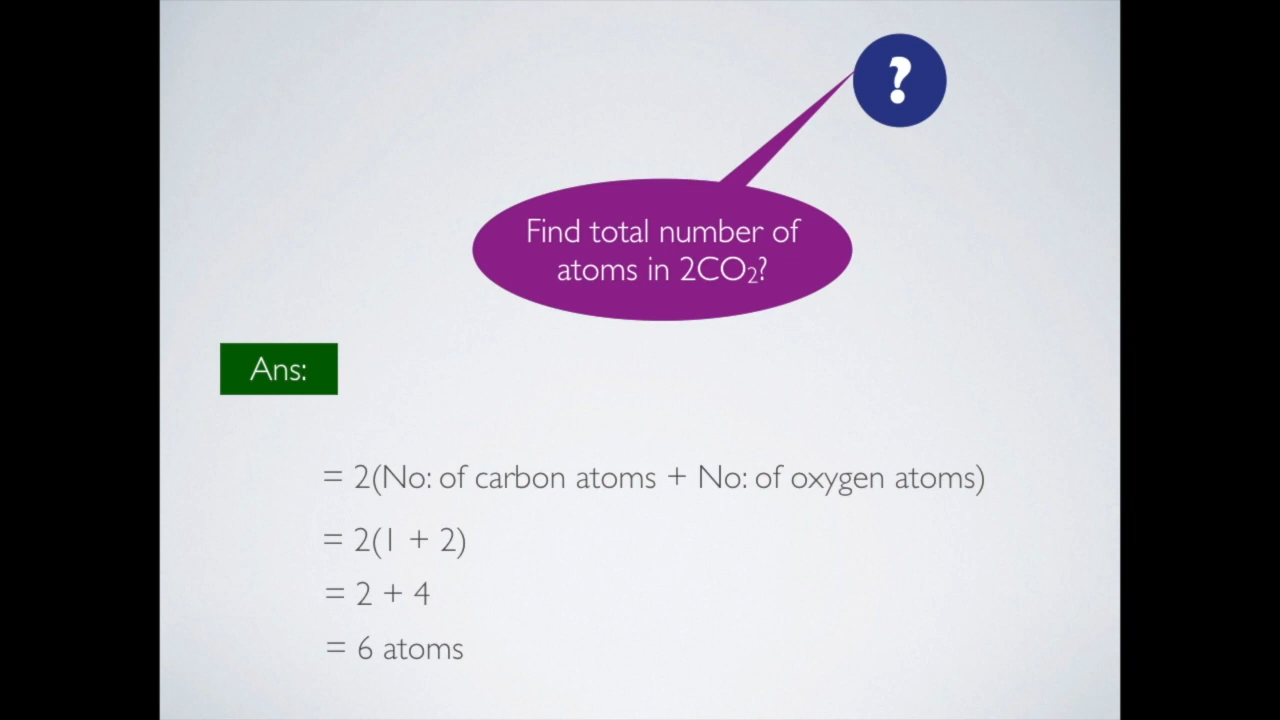 ?
Find total number of
atoms in 2CO₂?
Ans:
= 2(No: of carbon atoms + No: of oxygen atoms)
= 2(1 + 2)
= 2 + 4
= 6 atoms